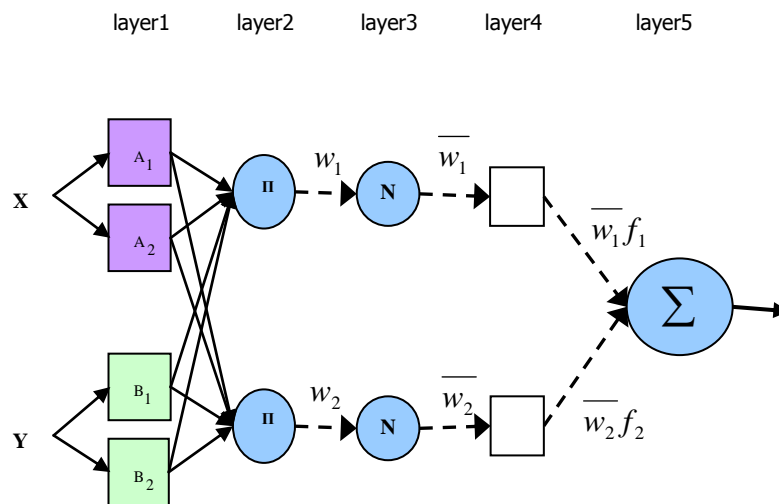 layer1 layer2 layer3 layer4 layer5
A₁ Π w₁ N w̅₁
X
A₂ w̅₁f₁
Σ
B₁ Π w₂ N w̅₂ w̅₂f₂
Y
B₂